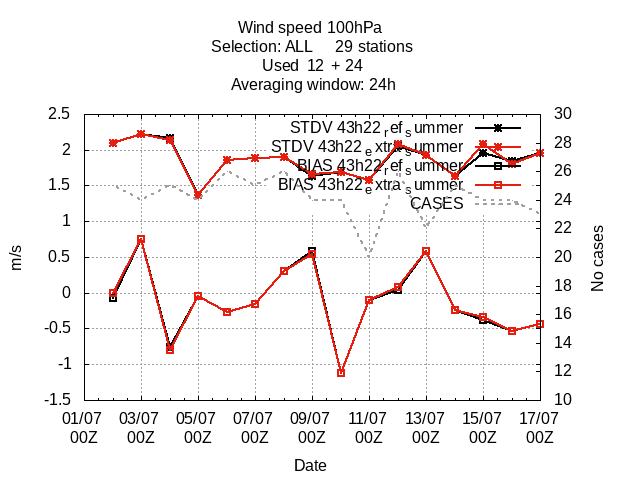 Wind speed 100hPa
Selection: ALL 29 stations
Used 12 + 24
Averaging window: 24h
STDV 43h22_ref_summer
STDV 43h22_extra_summer
BIAS 43h22_ref_summer
BIAS 43h22_extra_summer
CASES
2.5
2
1.5
1
0.5
0
-0.5
-1
-1.5
m/s
30
28
26
24
22
20
18
16
14
12
10
No cases
01/07 03/07 05/07 07/07 09/07 11/07 13/07 15/07 17/07
00Z 00Z 00Z 00Z 00Z 00Z 00Z 00Z 00Z
Date